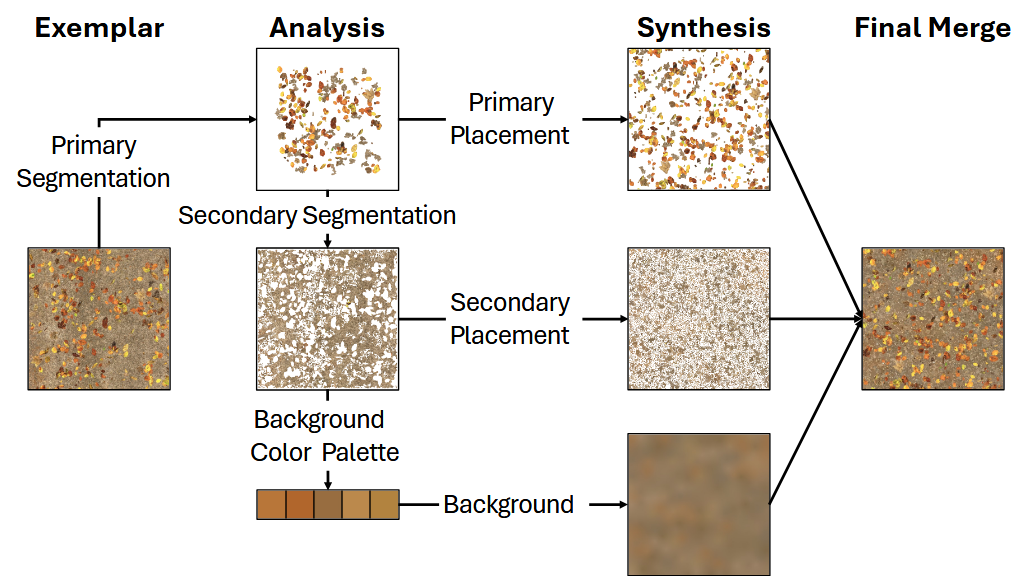 Exemplar
Analysis
Synthesis
Final Merge
Primary
Segmentation
Primary
Placement
Secondary Segmentation
Secondary
Placement
Background
Color Palette
Background